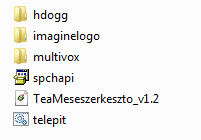 hdogg
imaginelogo
multivox
spchapi
TeaMeseszerkeszto_v1.2
telepit